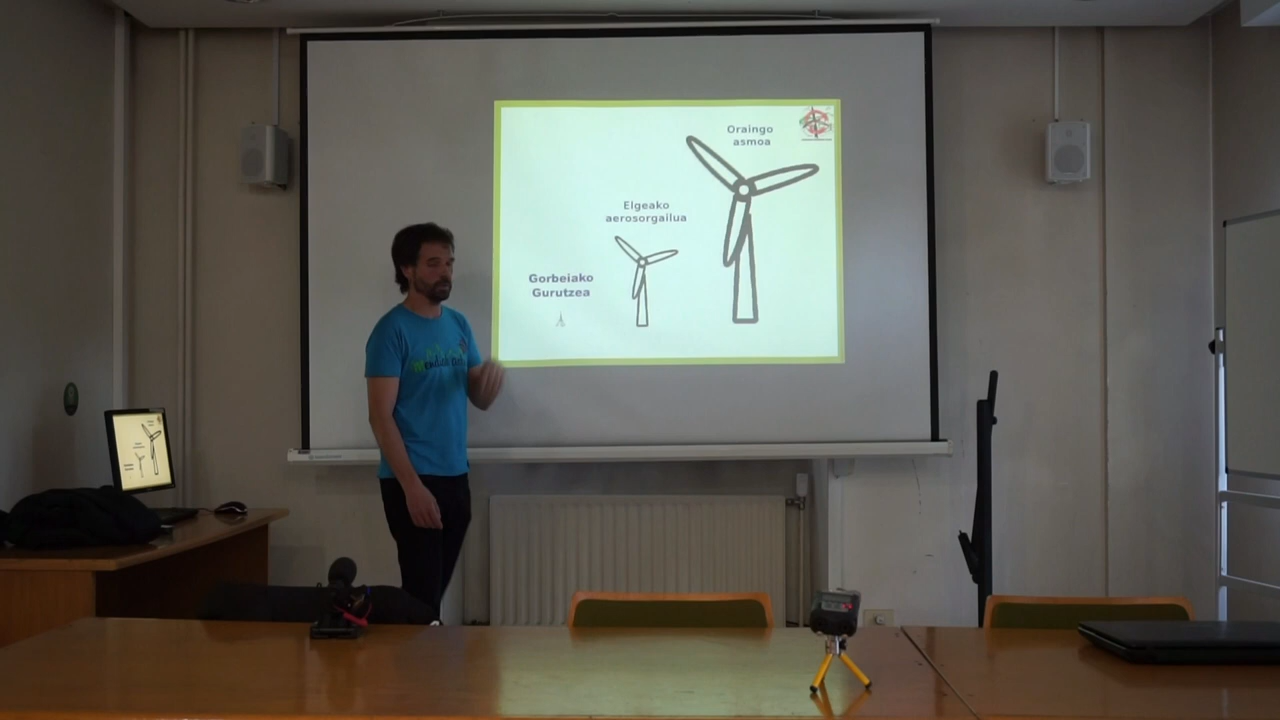 Oraingo
asmoa
Elgeako
aerosorgailua
Gorbeiako
Gurutzea